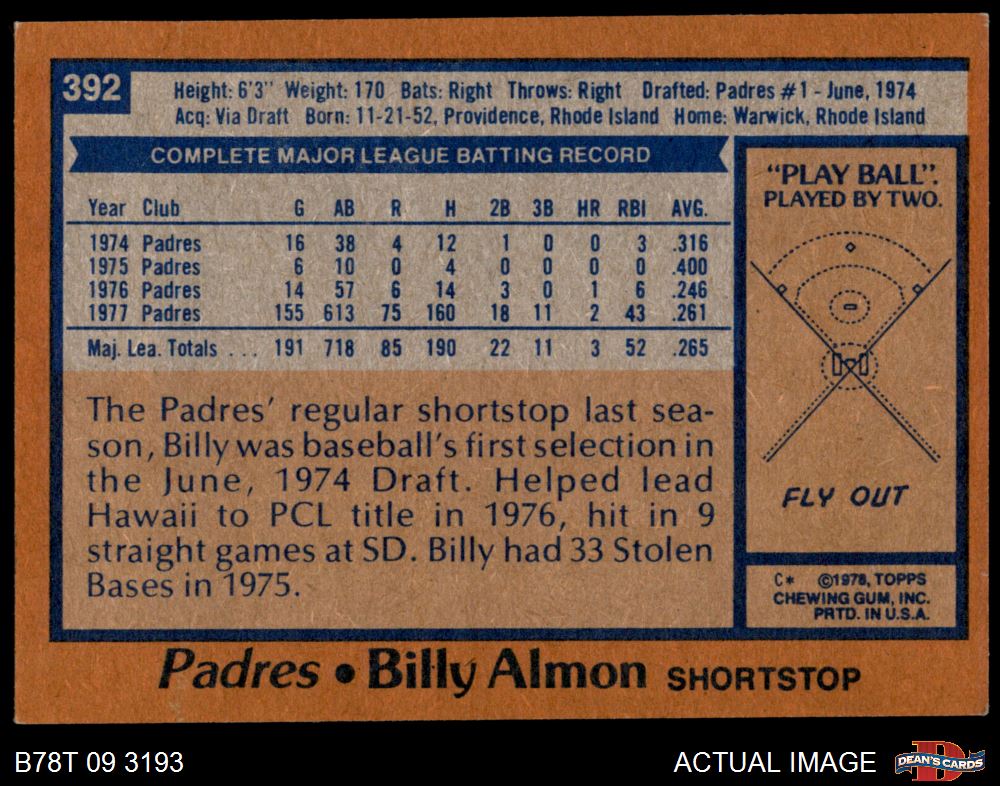 392
Height: 6'3" Weight: 170 Bats: Right Throws: Right Drafted: Padres #1 - June, 1974
Acq: Via Draft Born: 11-21-52, Providence, Rhode Island Home: Warwick, Rhode Island
COMPLETE MAJOR LEAGUE BATTING RECORD
Year Club G AB R H 2B 3B HR RBI AVG.
1974 Padres 16 38 4 12 1 0 0 3 .316
1975 Padres 6 10 0 4 0 0 0 0 .400
1976 Padres 14 57 6 14 3 0 1 6 .246
1977 Padres 155 613 75 160 18 11 2 43 .261
Maj. Lea. Totals ... 191 718 85 190 22 11 3 52 .265
The Padres' regular shortstop last sea-
son, Billy was baseball's first selection in
the June, 1974 Draft. Helped lead
Hawaii to PCL title in 1976, hit in 9
straight games at SD. Billy had 33 Stolen
Bases in 1975.
"PLAY BALL".
PLAYED BY TWO.
FLY OUT
C* ©1978, TOPPS
CHEWING GUM, INC.
PRTD. IN U.S.A.
Padres • Billy Almon SHORTSTOP
B78T 09 3193
ACTUAL IMAGE
D
DEAN'S CARDS